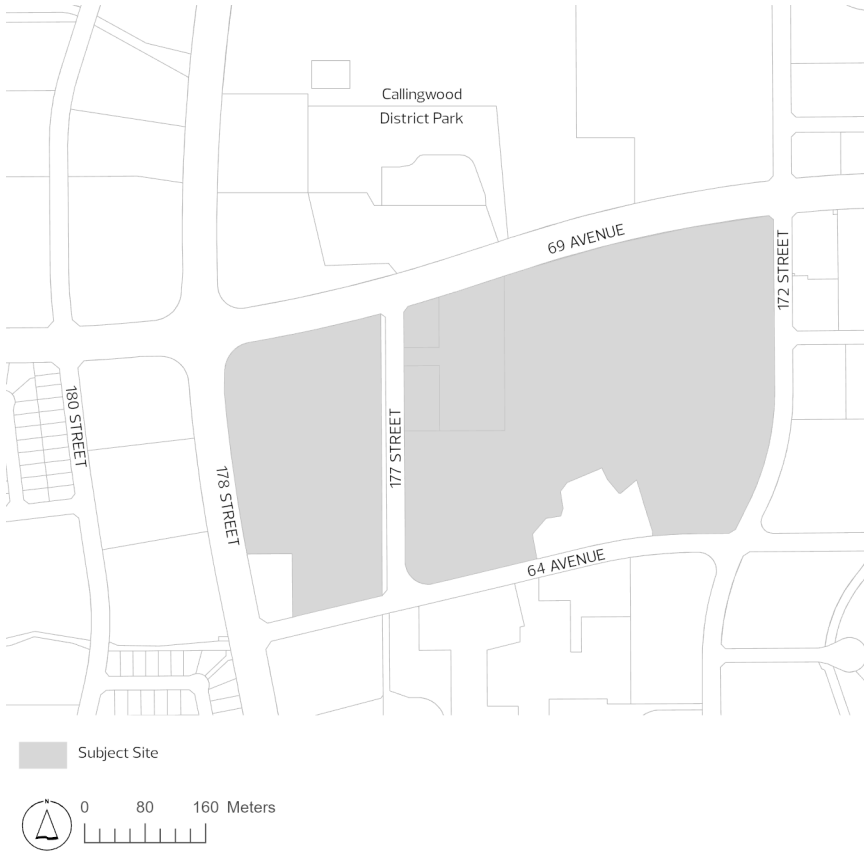 Callingwood
District Park
69 AVENUE
172 STREET
180 STREET
177 STREET
178 STREET
64 AVENUE
Subject Site
N
0 80 160 Meters